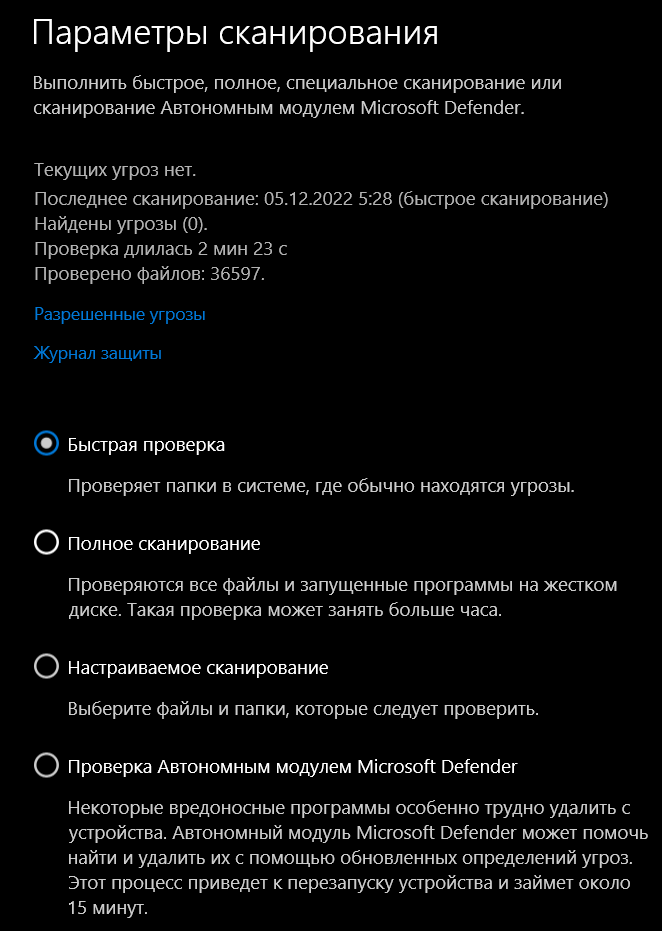 Параметры сканирования
Выполнить быстрое, полное, специальное сканирование или
сканирование Автономным модулем Microsoft Defender.
Текущих угроз нет.
Последнее сканирование: 05.12.2022 5:28 (быстрое сканирование)
Найдены угрозы (0).
Проверка длилась 2 мин 23 с
Проверено файлов: 36597.
Разрешенные угрозы
Журнал защиты
Быстрая проверка
Проверяет папки в системе, где обычно находятся угрозы.
Полное сканирование
Проверяются все файлы и запущенные программы на жестком
диске. Такая проверка может занять больше часа.
Настраиваемое сканирование
Выберите файлы и папки, которые следует проверить.
Проверка Автономным модулем Microsoft Defender
Некоторые вредоносные программы особенно трудно удалить с
устройства. Автономный модуль Microsoft Defender может помочь
найти и удалить их с помощью обновленных определений угроз.
Этот процесс приведет к перезапуску устройства и займет около
15 минут.